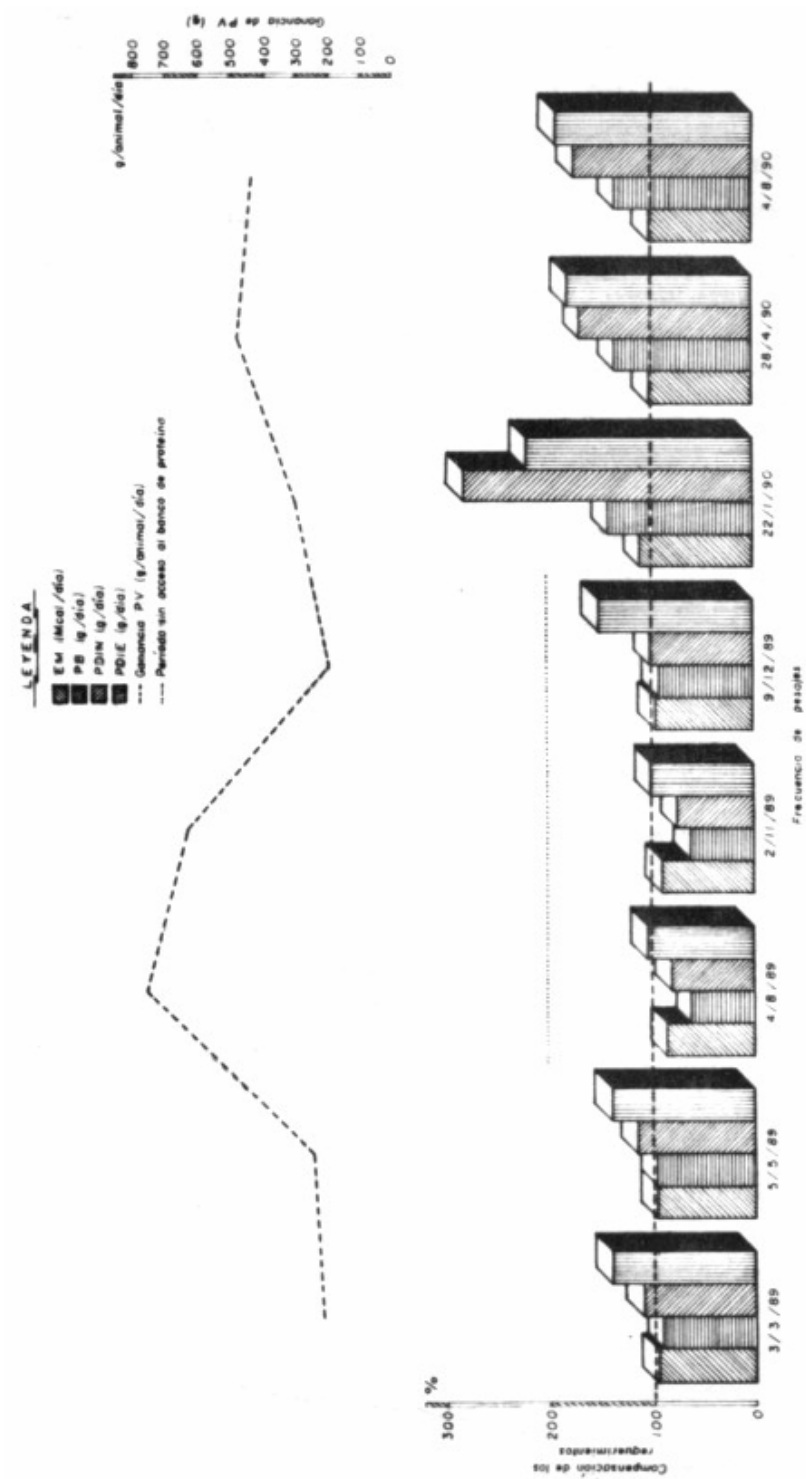 Ganancia de PV (g)
800
700
600
500
400
300
200
100
0
g/animal/día
LEYENDA
EM (Mcal/día)
PB (g/día)
PDIN (g/día)
PDIE (g/día)
--- Ganancia PV (g/animal/día)
--- Período sin acceso al banco de proteína
%
300
200
100
0
Compensación de los
requerimientos
3/3/89
5/5/89
4/8/89
2/11/89
9/12/89
22/1/90
28/4/90
4/8/90
Frecuencia de pesajes